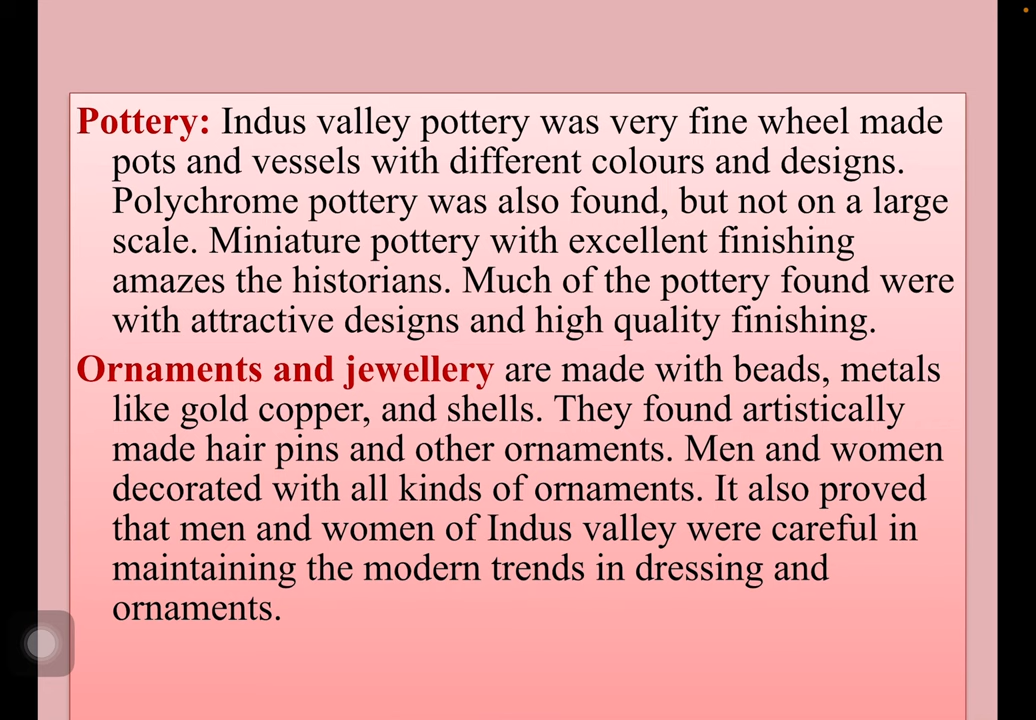 Pottery: Indus valley pottery was very fine wheel made
pots and vessels with different colours and designs.
Polychrome pottery was also found, but not on a large
scale. Miniature pottery with excellent finishing
amazes the historians. Much of the pottery found were
with attractive designs and high quality finishing.
Ornaments and jewellery are made with beads, metals
like gold copper, and shells. They found artistically
made hair pins and other ornaments. Men and women
decorated with all kinds of ornaments. It also proved
that men and women of Indus valley were careful in
maintaining the modern trends in dressing and
ornaments.